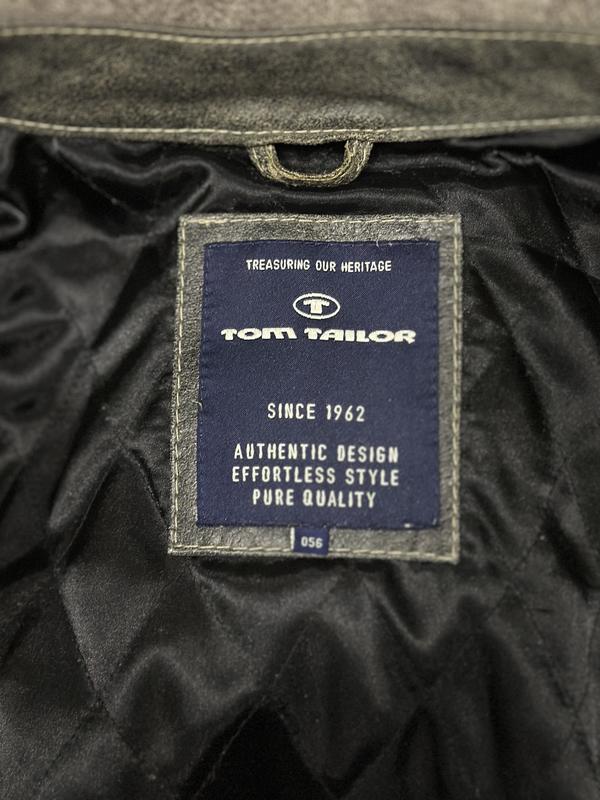 TREASURING OUR HERITAGE
T
TOM TAILOR
SINCE 1962
AUTHENTIC DESIGN
EFFORTLESS STYLE
PURE QUALITY
056